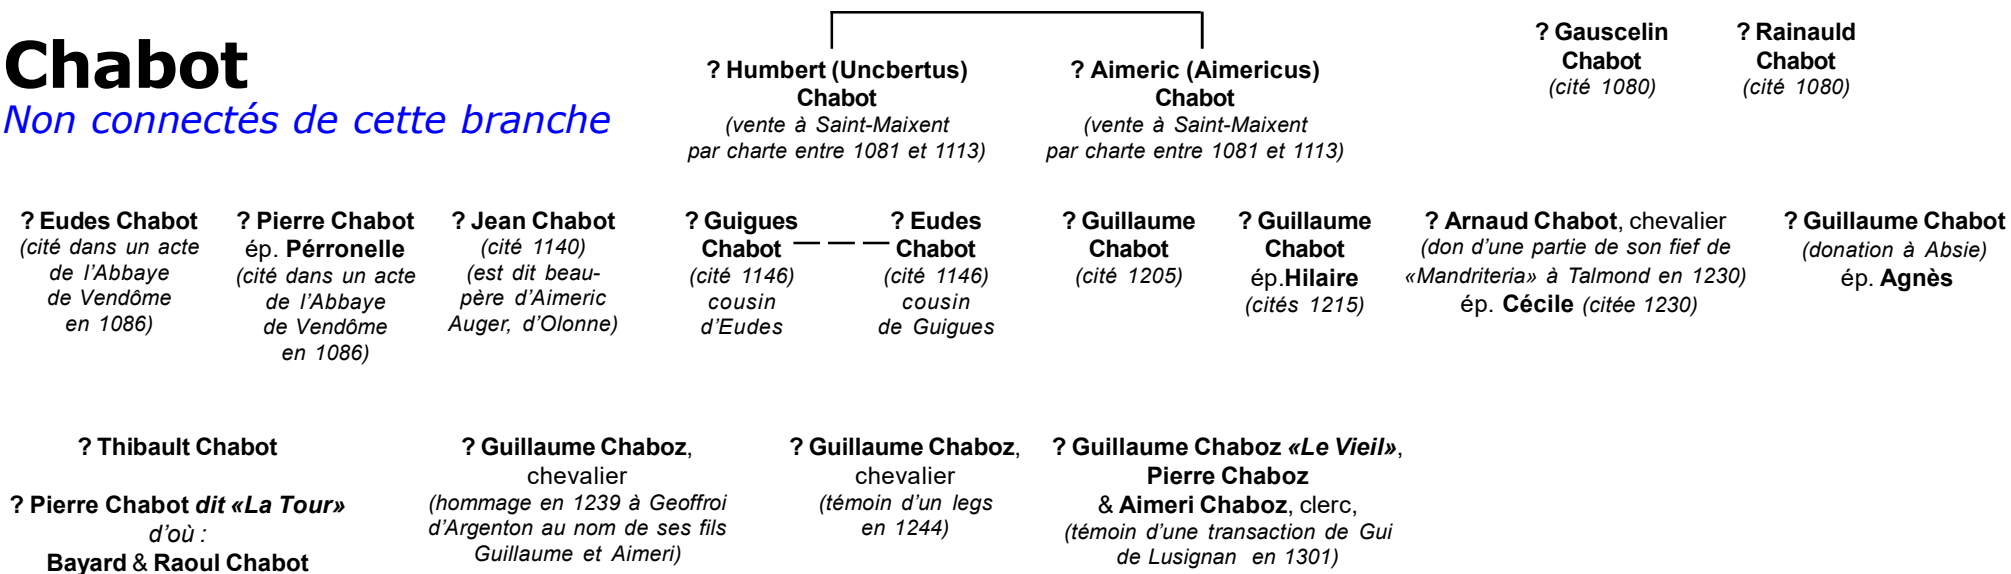 Chabot
Non connectés de cette branche
? Humbert (Uncbertus)
Chabot
(vente à Saint-Maixent
par charte entre 1081 et 1113)
? Aimeric (Aimericus)
Chabot
(vente à Saint-Maixent
par charte entre 1081 et 1113)
? Gauscelin
Chabot
(cité 1080)
? Rainauld
Chabot
(cité 1080)
? Eudes Chabot
(cité dans un acte
de l’Abbaye
de Vendôme
en 1086)
? Pierre Chabot
ép. Pérronelle
(cité dans un acte
de l’Abbaye
de Vendôme
en 1086)
? Jean Chabot
(cité 1140)
(est dit beau-
père d’Aimeric
Auger, d’Olonne)
? Guigues
Chabot
(cité 1146)
cousin
d’Eudes
? Eudes
Chabot
(cité 1146)
cousin
de Guigues
? Guillaume
Chabot
(cité 1205)
? Guillaume
Chabot
ép.Hilaire
(cités 1215)
? Arnaud Chabot, chevalier
(don d’une partie de son fief de
«Mandriteria» à Talmond en 1230)
ép. Cécile (citée 1230)
? Guillaume Chabot
(donation à Absie)
ép. Agnès
? Thibault Chabot
? Pierre Chabot dit «La Tour»
d’où :
Bayard & Raoul Chabot
? Guillaume Chaboz,
chevalier
(hommage en 1239 à Geoffroi
d’Argenton au nom de ses fils
Guillaume et Aimeri)
? Guillaume Chaboz,
chevalier
(témoin d’un legs
en 1244)
? Guillaume Chaboz «Le Vieil»,
Pierre Chaboz
& Aimeri Chaboz, clerc,
(témoin d’une transaction de Gui
de Lusignan en 1301)